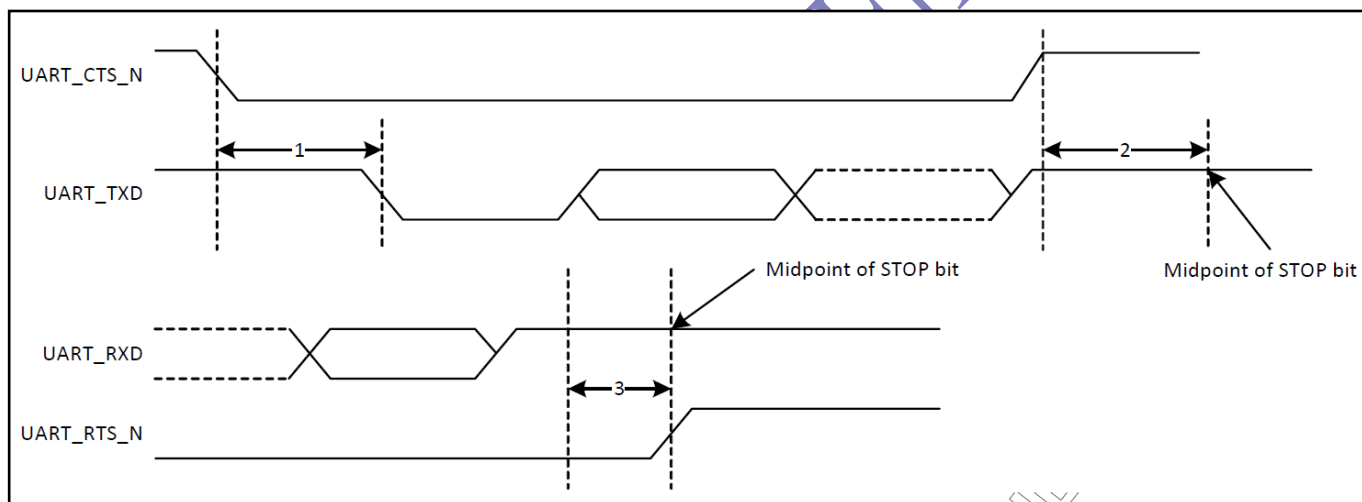 UART_CTS_N
1
2
UART_TXD
Midpoint of STOP bit
Midpoint of STOP bit
UART_RXD
3
UART_RTS_N